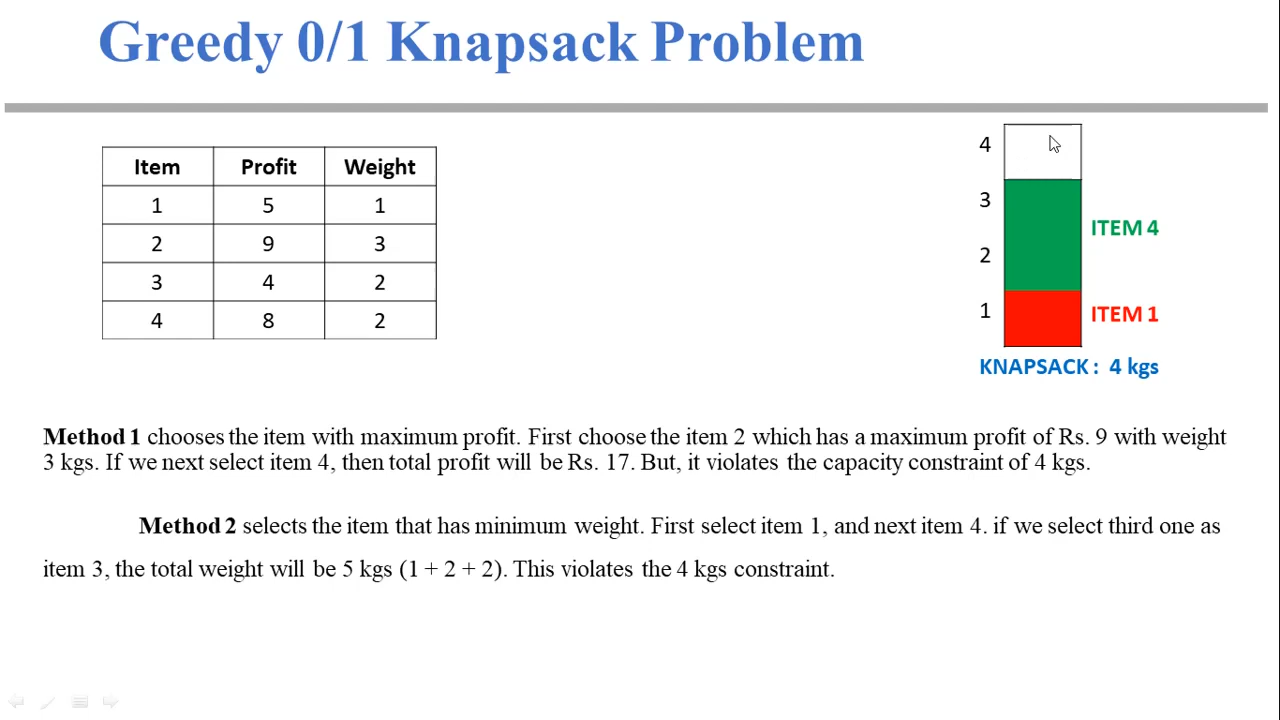 Greedy 0/1 Knapsack Problem
Item Profit Weight
1 5 1
2 9 3
3 4 2
4 8 2
4
3
ITEM 4
2
1 ITEM 1
KNAPSACK : 4 kgs
Method 1 chooses the item with maximum profit. First choose the item 2 which has a maximum profit of Rs. 9 with weight
3 kgs. If we next select item 4, then total profit will be Rs. 17. But, it violates the capacity constraint of 4 kgs.
Method 2 selects the item that has minimum weight. First select item 1, and next item 4. if we select third one as
item 3, the total weight will be 5 kgs (1 + 2 + 2). This violates the 4 kgs constraint.